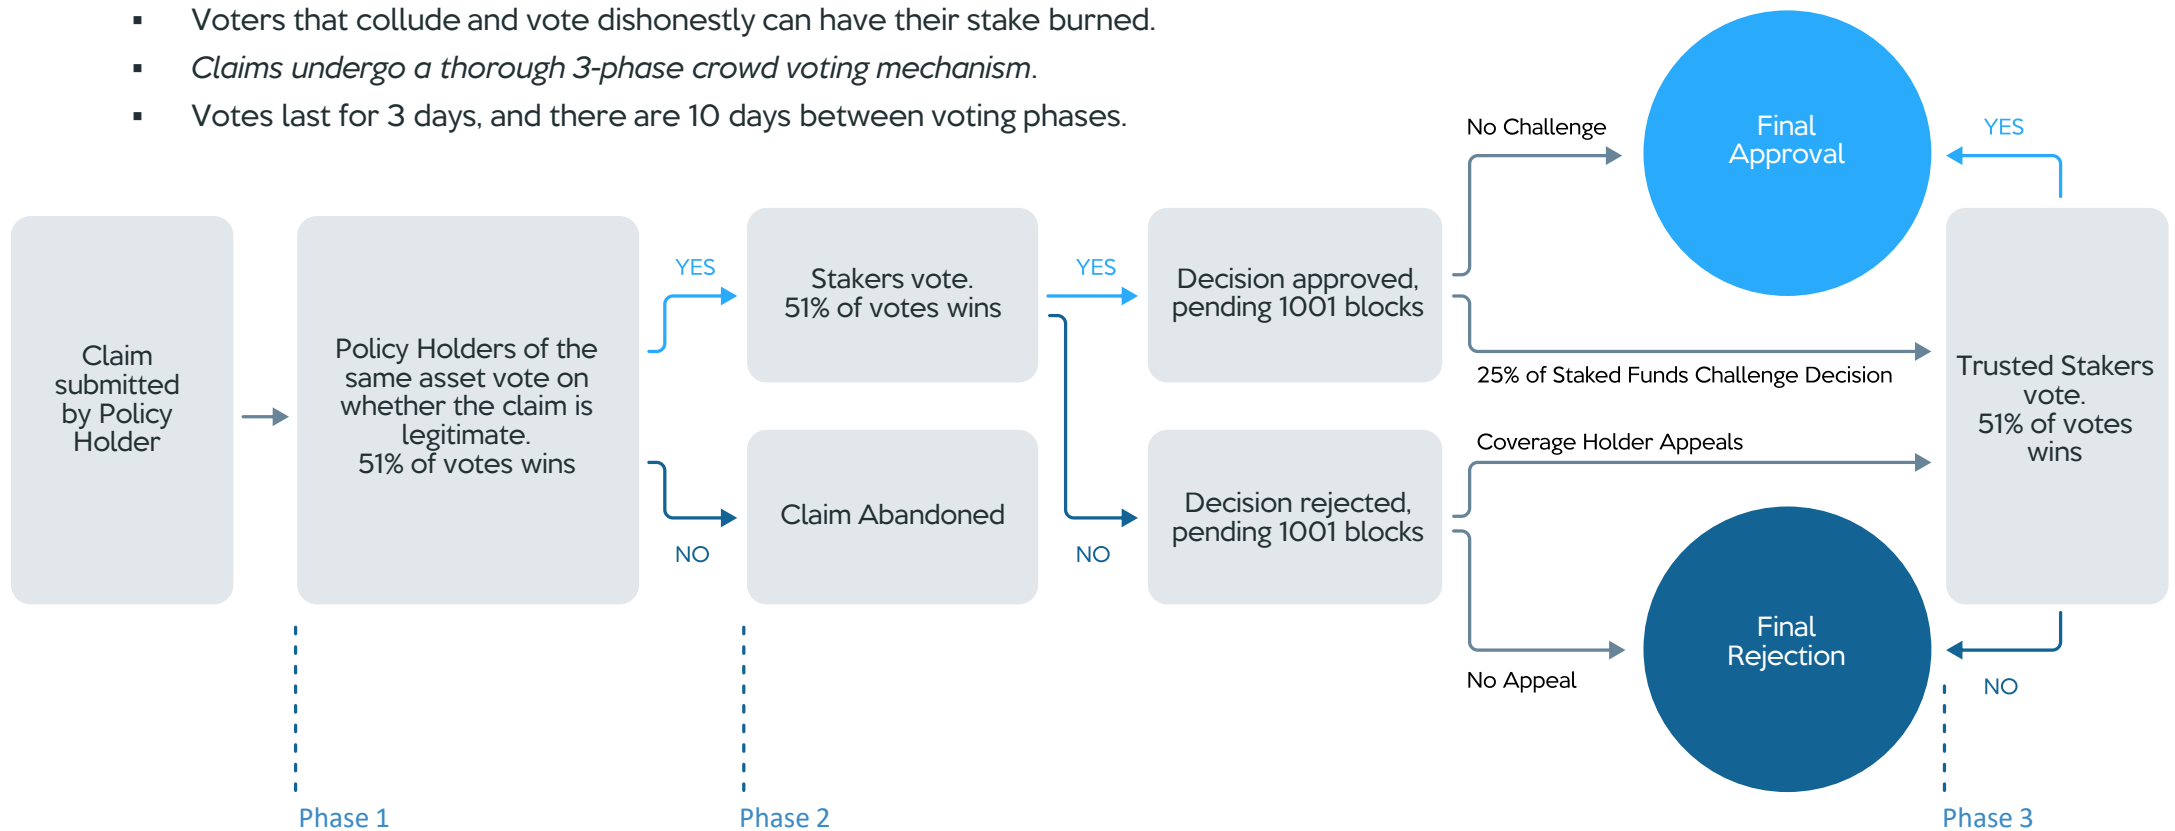 ▪ Voters that collude and vote dishonestly can have their stake burned.
▪ Claims undergo a thorough 3-phase crowd voting mechanism.
▪ Votes last for 3 days, and there are 10 days between voting phases.
Claim
submitted
by Policy
Holder
Policy Holders of the
same asset vote on
whether the claim is
legitimate.
51% of votes wins
YES
NO
Stakers vote.
51% of votes wins
Claim Abandoned
YES
NO
Decision approved,
pending 1001 blocks
Decision rejected,
pending 1001 blocks
No Challenge
25% of Staked Funds Challenge Decision
Coverage Holder Appeals
No Appeal
Final
Approval
Final
Rejection
YES
Trusted Stakers
vote.
51% of votes
wins
NO
Phase 1
Phase 2
Phase 3